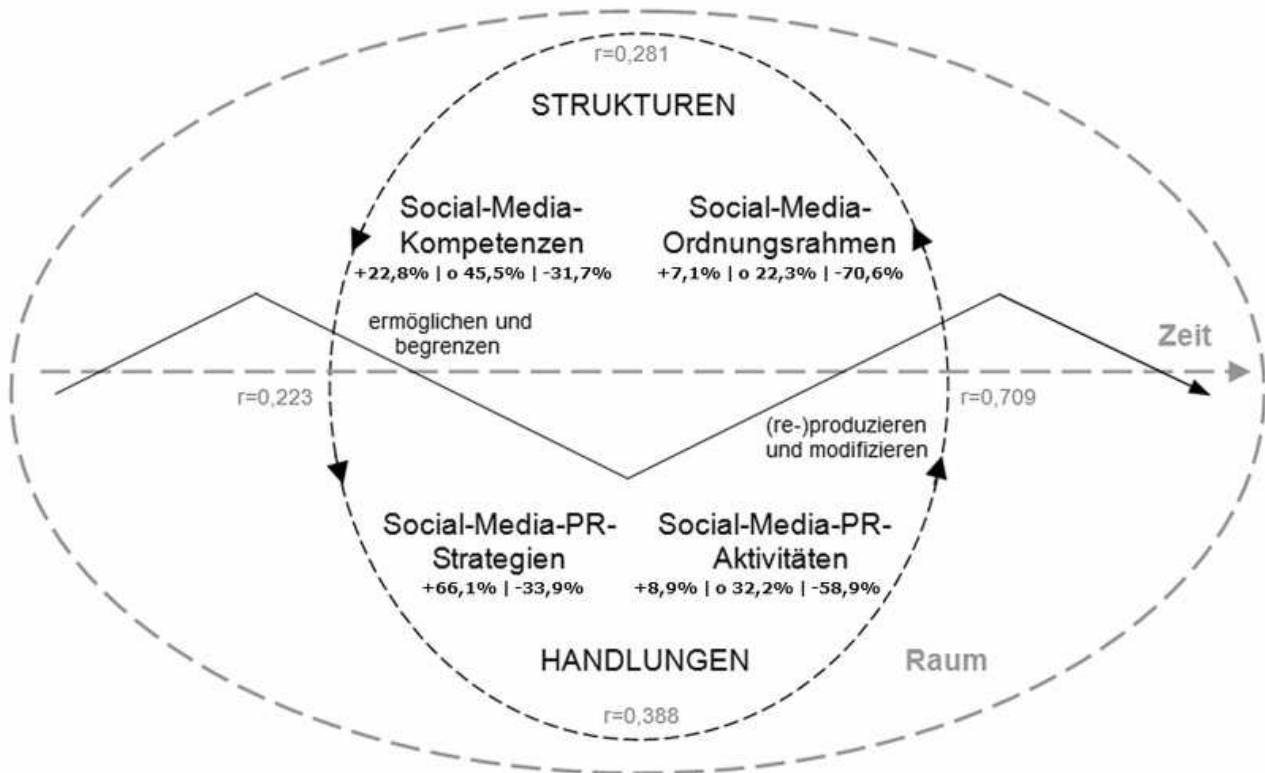 r=0,281
STRUKTUREN
Social-Media-
Kompetenzen
+22,8% | o 45,5% | -31,7%
Social-Media-
Ordnungsrahmen
+7,1% | o 22,3% | -70,6%
ermöglichen und
begrenzen
Zeit
r=0,223
r=0,709
(re-)produzieren
und modifizieren
Social-Media-PR-
Strategien
+66,1% | -33,9%
Social-Media-PR-
Aktivitäten
+8,9% | o 32,2% | -58,9%
HANDLUNGEN
Raum
r=0,388